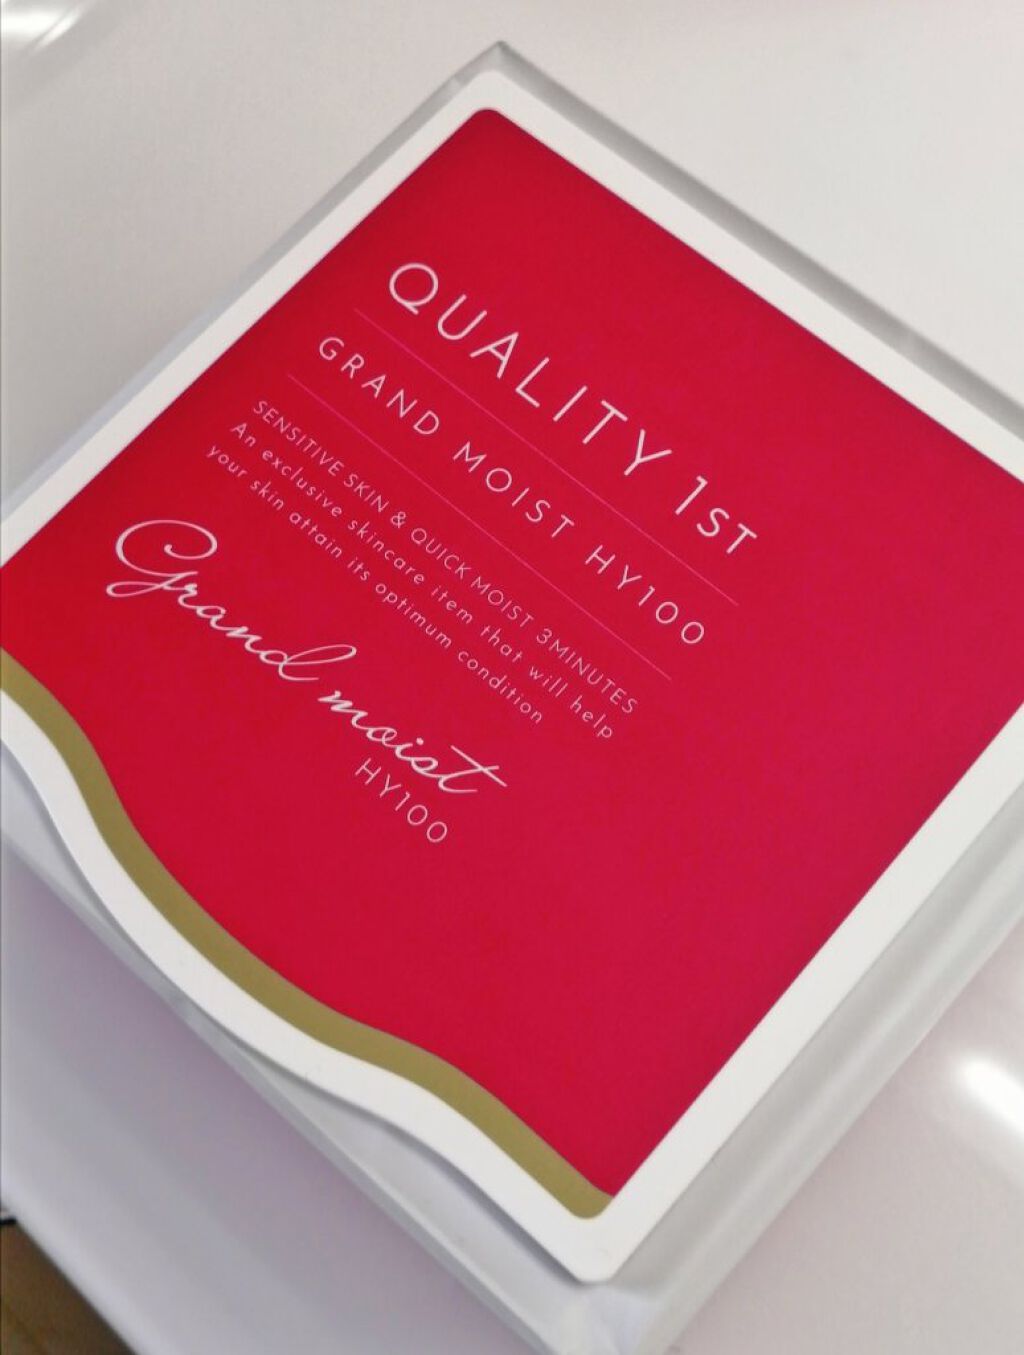 QUALITY 1ST
GRAND MOIST HY100
SENSITIVE SKIN & QUICK MOIST 3MINUTES
An exclusive skincare item that will help
your skin attain its optimum condition
Grand moist
HY100